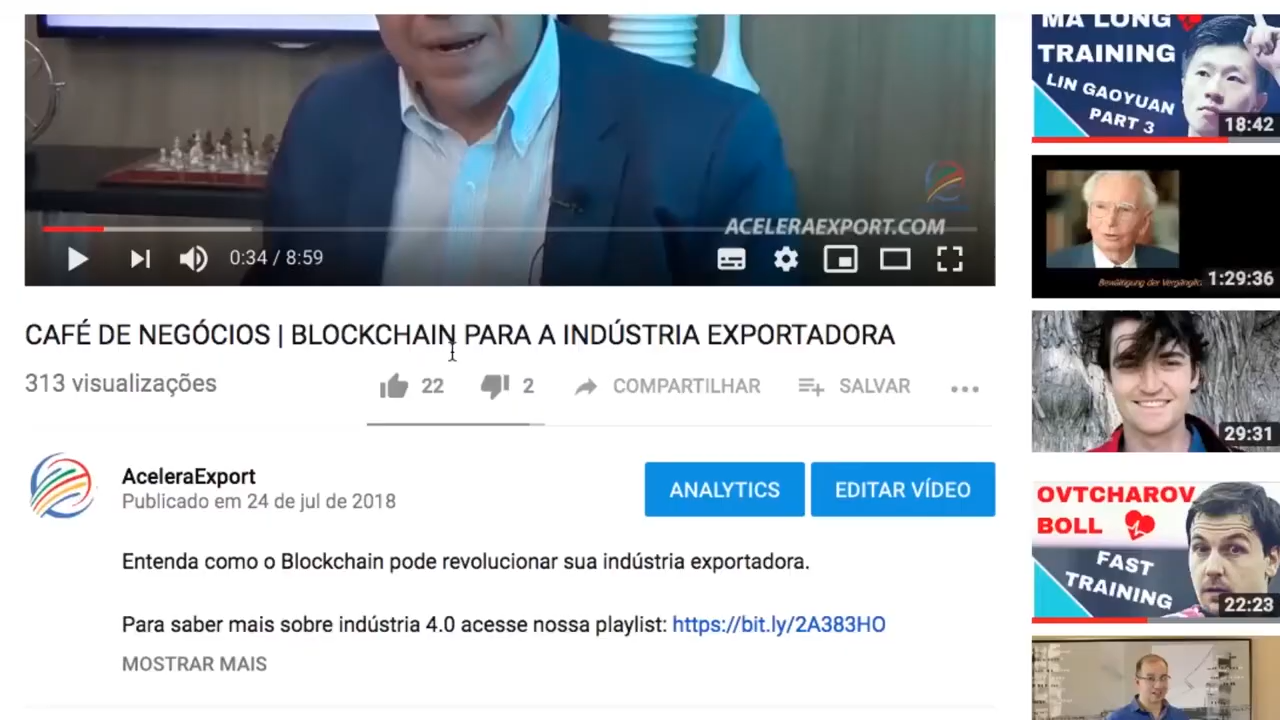 ACELERAEXPORT.COM
0:34 / 8:59
CAFÉ DE NEGÓCIOS | BLOCKCHAIN PARA A INDÚSTRIA EXPORTADORA
313 visualizações
22
2
COMPARTILHAR
SALVAR
AceleraExport
Publicado em 24 de jul de 2018
ANALYTICS
EDITAR VÍDEO
Entenda como o Blockchain pode revolucionar sua indústria exportadora.
Para saber mais sobre indústria 4.0 acesse nossa playlist: https://bit.ly/2A383HO
MOSTRAR MAIS
MA LONG
TRAINING
LIN GAOYUAN
PART 3
18:42
Bewältigung der
1:29:36
29:31
OVTCHAROV
BOLL
FAST
TRAINING
22:23